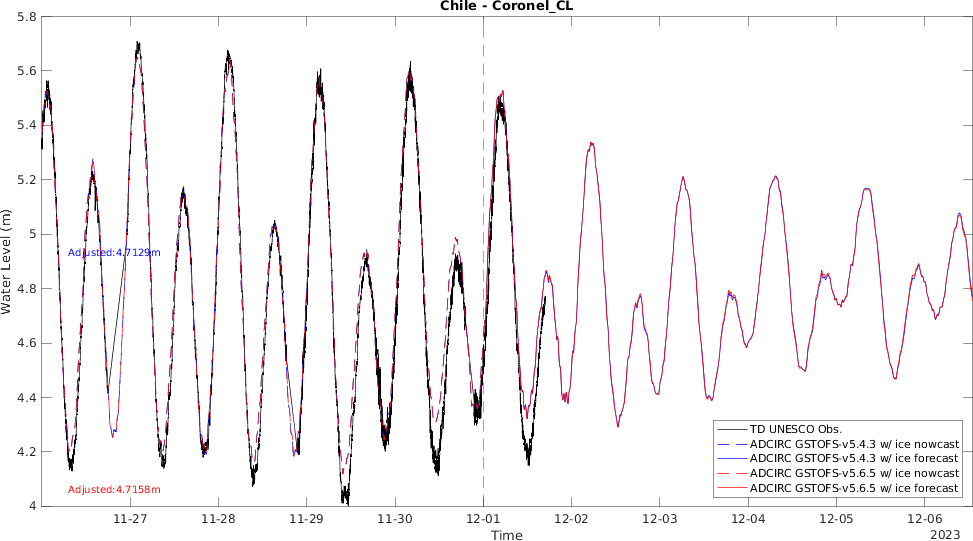 Chile - Coronel_CL
5.8
5.6
5.4
5.2
5
4.8
4.6
4.4
4.2
4
Water Level (m)
Adjusted:4.7129m
Adjusted:4.7158m
TD UNESCO Obs.
ADCIRC GSTOFS-v5.4.3 w/ ice nowcast
ADCIRC GSTOFS-v5.4.3 w/ ice forecast
ADCIRC GSTOFS-v5.6.5 w/ ice nowcast
ADCIRC GSTOFS-v5.6.5 w/ ice forecast
11-27 11-28 11-29 11-30 12-01 12-02 12-03 12-04 12-05 12-06
Time
2023